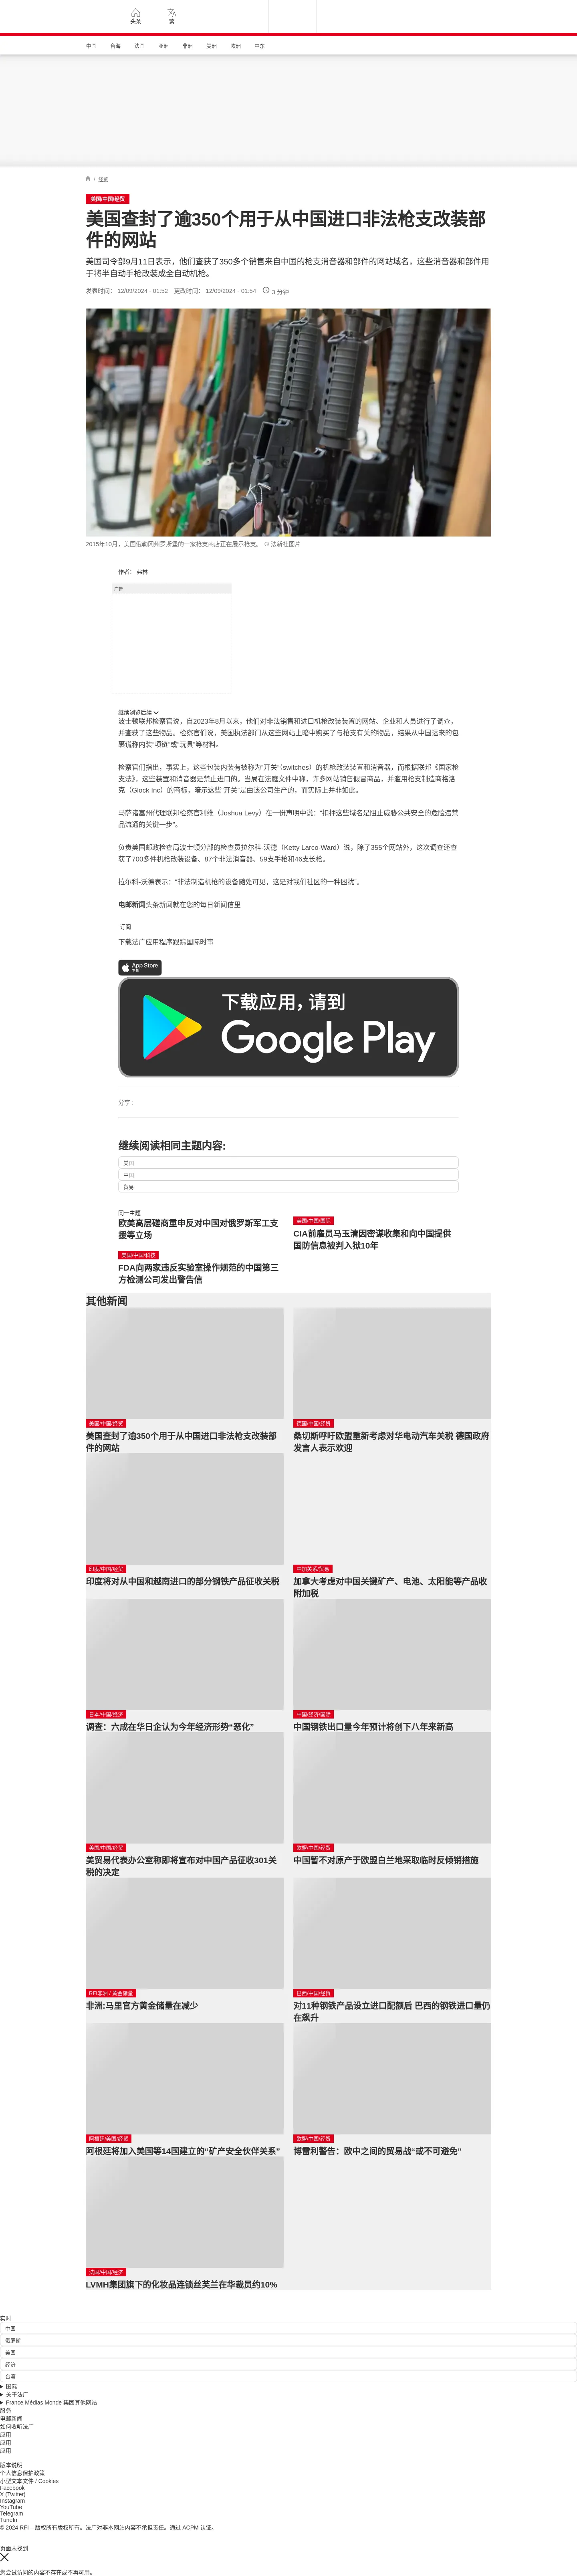 头条
繁
中国
台海
法国
亚洲
非洲
美洲
欧洲
中东
/ 经贸
美国/中国/经贸
美国查封了逾350个用于从中国进口非法枪支改装部
件的网站
美国司令部9月11日表示，他们查获了350多个销售来自中国的枪支消音器和部件的网站域名，这些消音器和部件用
于将半自动手枪改装成全自动机枪。
发表时间： 12/09/2024 - 01:52 更改时间： 12/09/2024 - 01:54 3 分钟
2015年10月，美国俄勒冈州罗斯堡的一家枪支商店正在展示枪支。 © 法新社图片
作者： 弗林
广告
继续浏览后续
波士顿联邦检察官说，自2023年8月以来，他们对非法销售和进口机枪改装装置的网站、企业和人员进行了调查，
并查获了这些物品。检察官们说，美国执法部门从这些网站上暗中购买了与枪支有关的物品，结果从中国运来的包
裹谎称内装“项链”或“玩具”等材料。
检察官们指出，事实上，这些包装内装有被称为“开关”（switches）的机枪改装装置和消音器，而根据联邦《国家枪
支法》，这些装置和消音器是禁止进口的。当局在法庭文件中称，许多网站销售假冒商品，并滥用枪支制造商格洛
克（Glock Inc）的商标，暗示这些“开关”是由该公司生产的，而实际上并非如此。
马萨诸塞州代理联邦检察官利维（Joshua Levy）在一份声明中说：“扣押这些域名是阻止威胁公共安全的危险违禁
品流通的关键一步”。
负责美国邮政检查局波士顿分部的检查员拉尔科-沃德（Ketty Larco-Ward）说，除了355个网站外，这次调查还查
获了700多件机枪改装设备、87个非法消音器、59支手枪和46支长枪。
拉尔科-沃德表示：“非法制造机枪的设备随处可见，这是对我们社区的一种困扰”。
电邮新闻头条新闻就在您的每日新闻信里
订阅
下载法广应用程序跟踪国际时事
App Store
下载
下载应用，请到
Google Play
分享 :
继续阅读相同主题内容:
美国
中国
贸易
同一主题
欧美高层磋商重申反对中国对俄罗斯军工支
援等立场
美国/中国/国际
CIA前雇员马玉清因密谋收集和向中国提供
国防信息被判入狱10年
美国/中国/科技
FDA向两家违反实验室操作规范的中国第三
方检测公司发出警告信
其他新闻
美国/中国/经贸
美国查封了逾350个用于从中国进口非法枪支改装部
件的网站
德国/中国/经贸
桑切斯呼吁欧盟重新考虑对华电动汽车关税 德国政府
发言人表示欢迎
印度/中国/经贸
印度将对从中国和越南进口的部分钢铁产品征收关税
中加关系/贸易
加拿大考虑对中国关键矿产、电池、太阳能等产品收
附加税
日本/中国/经济
调查：六成在华日企认为今年经济形势“恶化”
中国/经济/国际
中国钢铁出口量今年预计将创下八年来新高
美国/中国/经贸
美贸易代表办公室称即将宣布对中国产品征收301关
税的决定
欧盟/中国/经贸
中国暂不对原产于欧盟白兰地采取临时反倾销措施
RFI非洲 / 黄金储量
非洲:马里官方黄金储量在减少
巴西/中国/经贸
对11种钢铁产品设立进口配额后 巴西的钢铁进口量仍
在飙升
阿根廷/美国/经贸
阿根廷将加入美国等14国建立的“矿产安全伙伴关系”
欧盟/中国/经贸
博雷利警告：欧中之间的贸易战“或不可避免”
法国/中国/经济
LVMH集团旗下的化妆品连锁丝芙兰在华裁员约10%
实时
中国
俄罗斯
美国
经济
台湾
国际
关于法广
France Médias Monde 集团其他网站
服务
电邮新闻
如何收听法广
应用
应用
应用
版本说明
个人信息保护政策
小型文本文件 / Cookies
Facebook
X (Twitter)
Instagram
YouTube
Telegram
TuneIn
© 2024 RFI – 版权所有版权所有。法广对非本网站内容不承担责任。通过 ACPM 认证。
页面未找到
您尝试访问的内容不存在或不再可用。